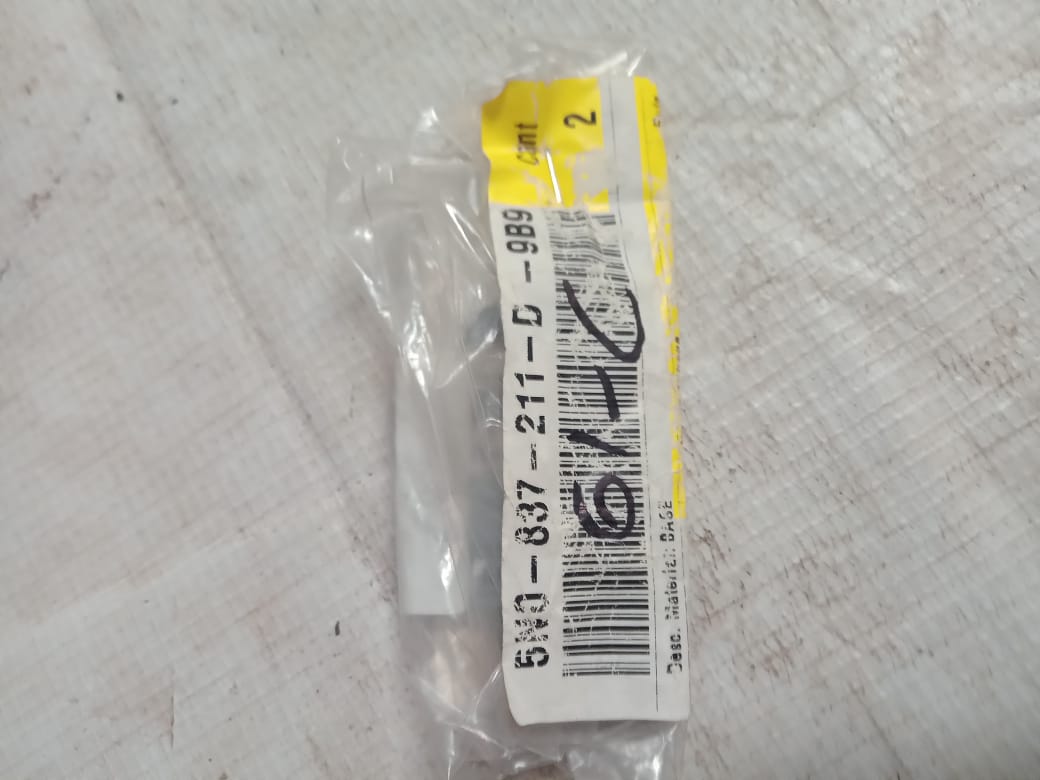 cant
2
5N0-837-211-D -9B9
61-C
Desc. Material: BASE